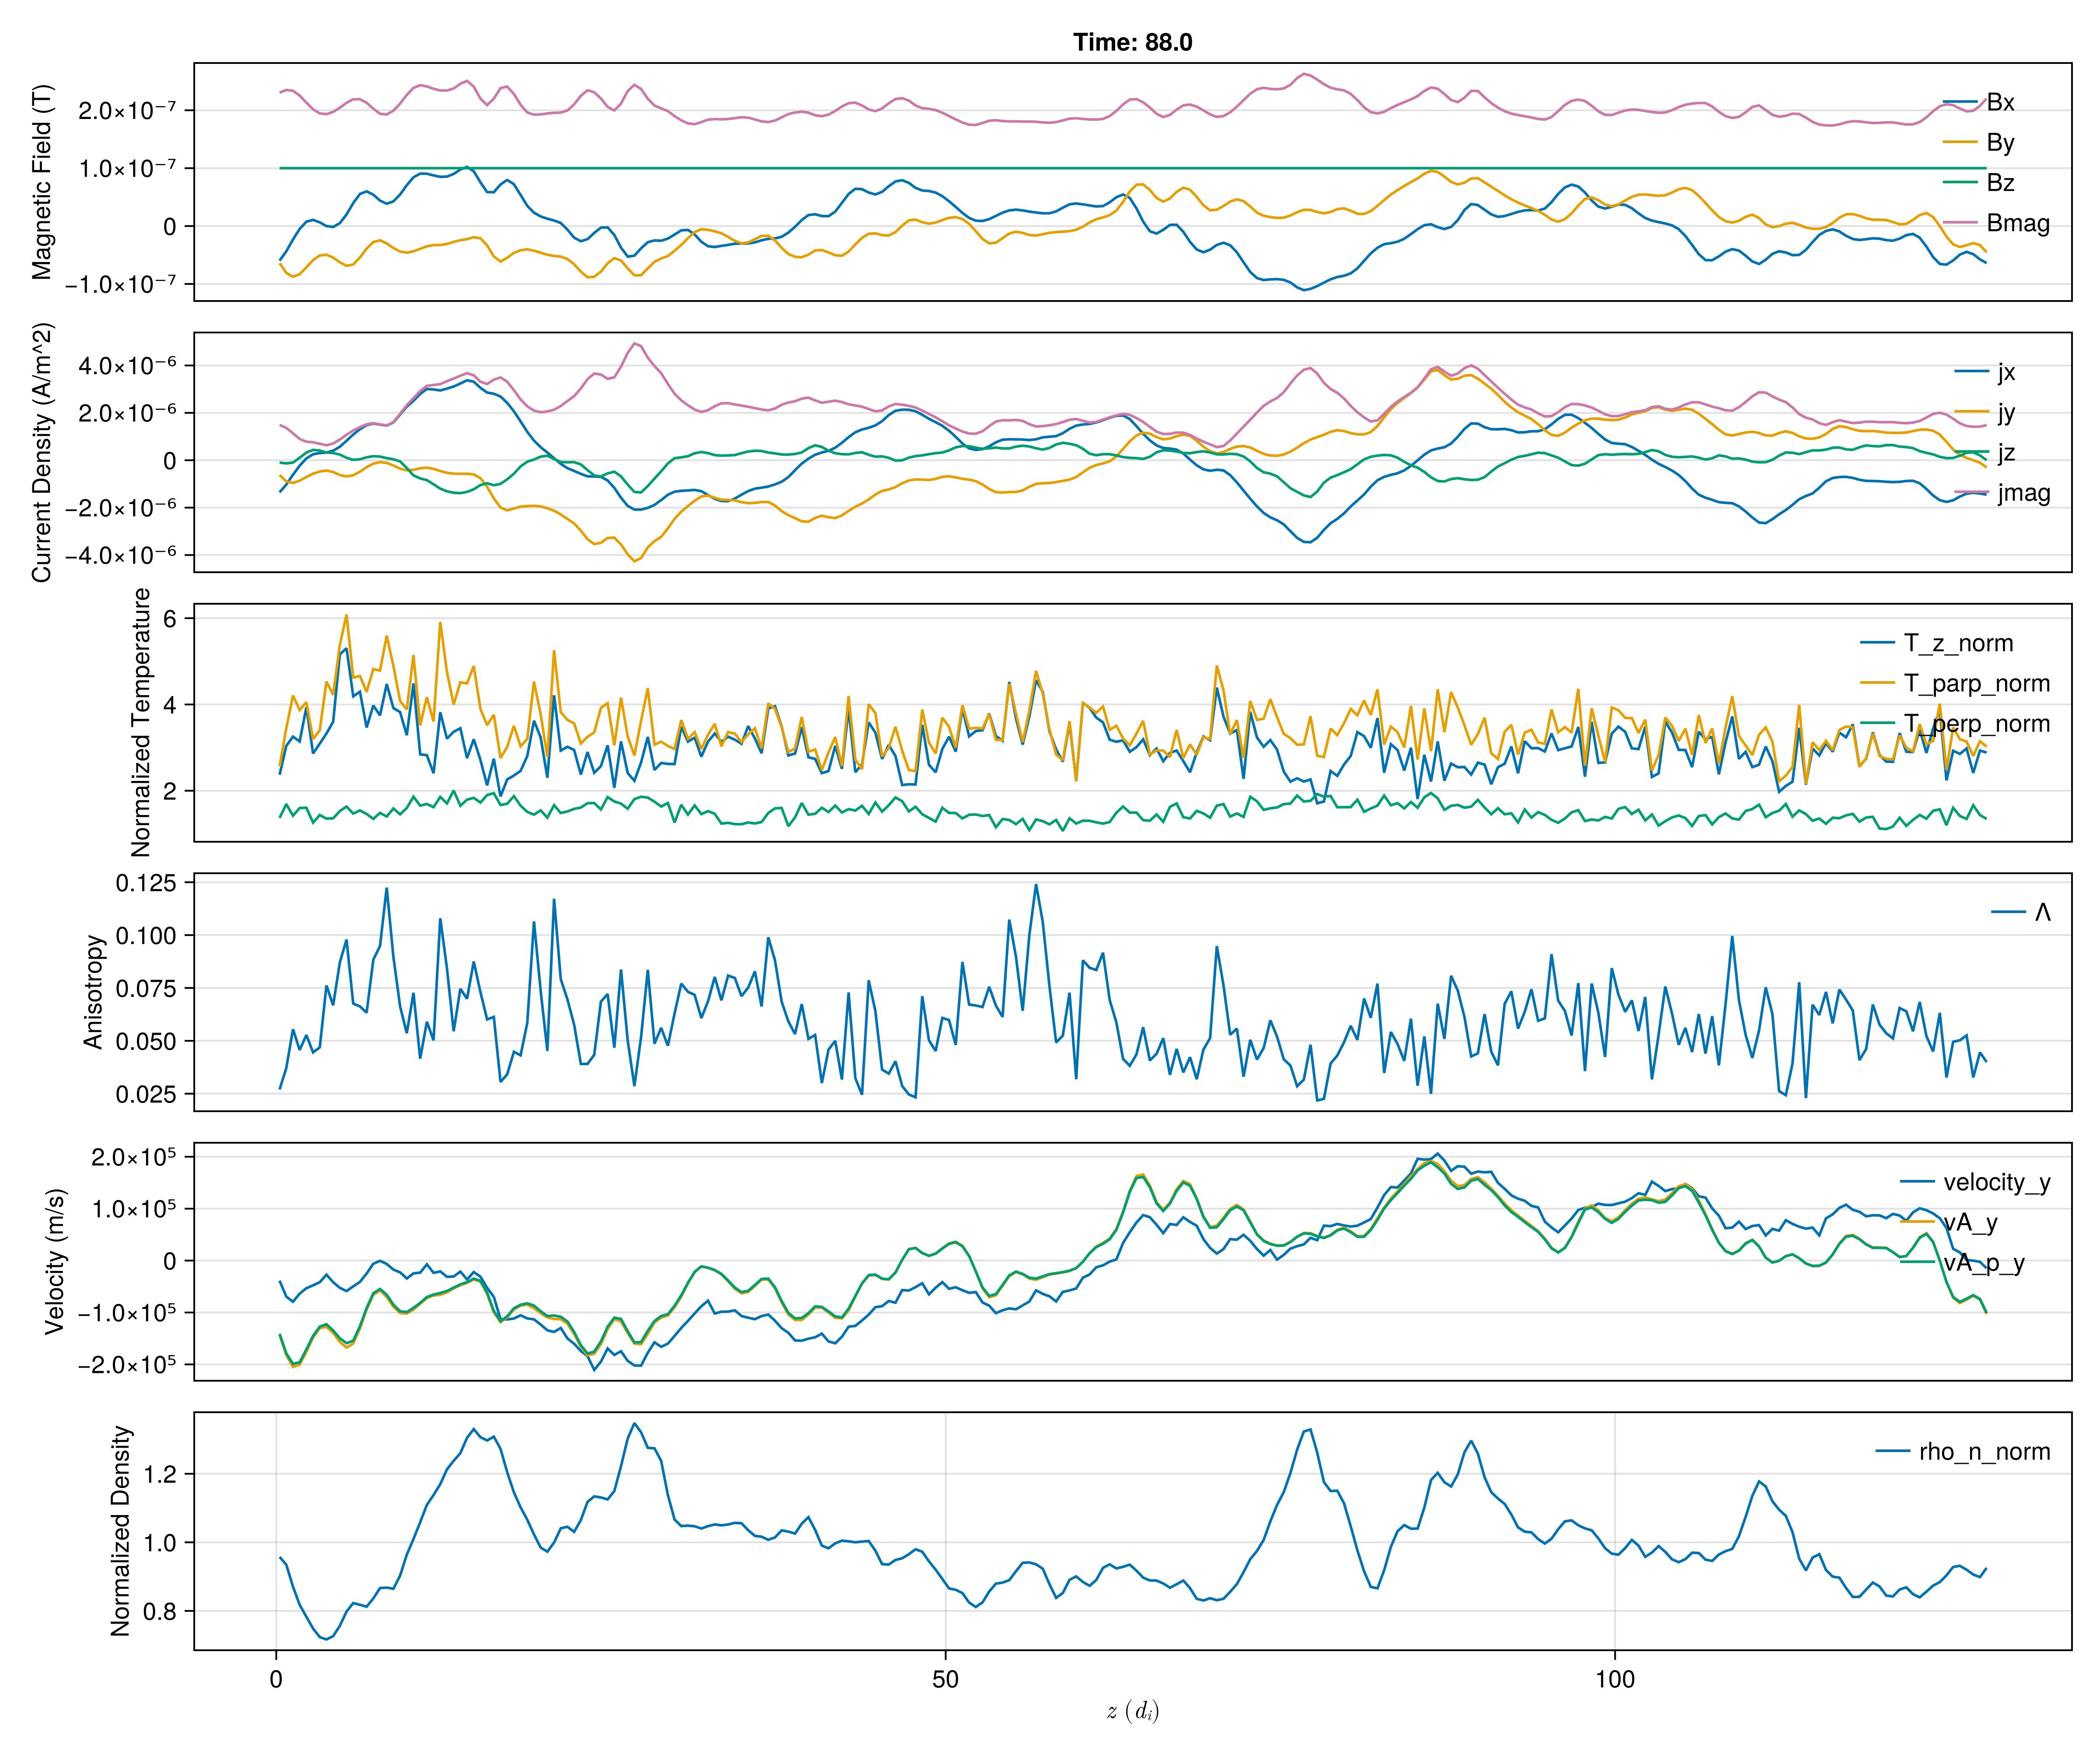 Time: 88.0
Magnetic Field (T)
2.0×10⁻⁷
1.0×10⁻⁷
0
−1.0×10⁻⁷
Bx
By
Bz
Bmag
Current Density (A/m^2)
4.0×10⁻⁶
2.0×10⁻⁶
0
−2.0×10⁻⁶
−4.0×10⁻⁶
jx
jy
jz
jmag
Normalized Temperature
6
4
2
T_z_norm
T_parp_norm
T_perp_norm
Anisotropy
0.125
0.100
0.075
0.050
0.025
Λ
Velocity (m/s)
2.0×10⁵
1.0×10⁵
0
−1.0×10⁵
−2.0×10⁵
velocity_y
vA_y
vA_p_y
Normalized Density
1.2
1.0
0.8
rho_n_norm
0 50 100
z (dᵢ)